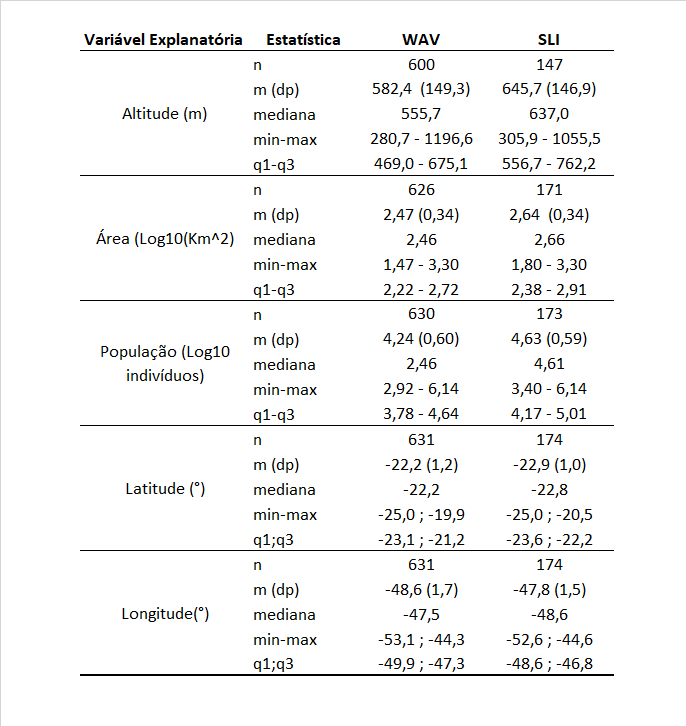 Variável Explanatória Estatística WAV SLI
n 600 147
m (dp) 582,4 (149,3) 645,7 (146,9)
Altitude (m) mediana 555,7 637,0
min-max 280,7 - 1196,6 305,9 - 1055,5
q1-q3 469,0 - 675,1 556,7 - 762,2
n 626 171
m (dp) 2,47 (0,34) 2,64 (0,34)
Área (Log10(Km^2) mediana 2,46 2,66
min-max 1,47 - 3,30 1,80 - 3,30
q1-q3 2,22 - 2,72 2,38 - 2,91
n 630 173
m (dp) 4,24 (0,60) 4,63 (0,59)
População (Log10
indivíduos)
mediana 2,46 4,61
min-max 2,92 - 6,14 3,40 - 6,14
q1-q3 3,78 - 4,64 4,17 - 5,01
n 631 174
m (dp) -22,2 (1,2) -22,9 (1,0)
Latitude (°) mediana -22,2 -22,8
min-max -25,0 ; -19,9 -25,0 ; -20,5
q1;q3 -23,1 ; -21,2 -23,6 ; -22,2
n 631 174
m (dp) -48,6 (1,7) -47,8 (1,5)
Longitude(°) mediana -47,5 -48,6
min-max -53,1 ; -44,3 -52,6 ; -44,6
q1;q3 -49,9 ; -47,3 -48,6 ; -46,8